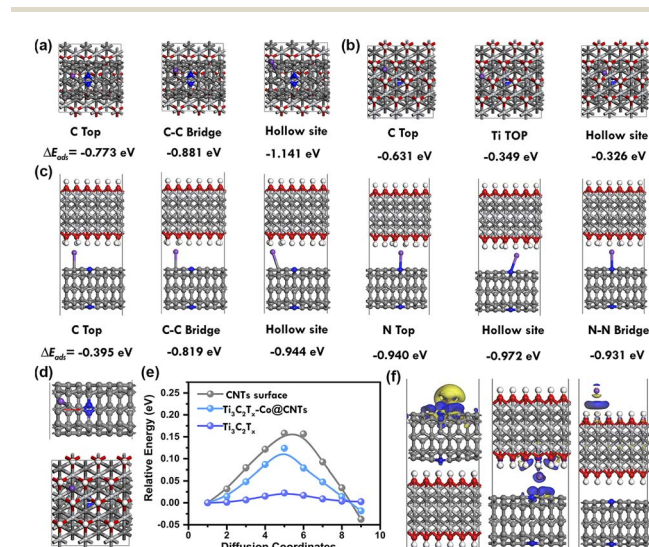 (a)
(b)
C Top C-C Bridge Hollow site C Top Ti TOP Hollow site
ΔEads= -0.773 eV -0.881 eV -1.141 eV -0.631 eV -0.349 eV -0.326 eV
(c)
C Top C-C Bridge Hollow site N Top Hollow site N-N Bridge
ΔEads= -0.395 eV -0.819 eV -0.944 eV -0.940 eV -0.972 eV -0.931 eV
(d)
(e)
Relative Energy (eV)
0.25
0.20
0.15
0.10
0.05
0.00
-0.05
CNTs surface
Ti3C2Tx-Co@CNTs
Ti3C2Tx
0 2 4 6 8 10
Diffusion Coordinates
(f)